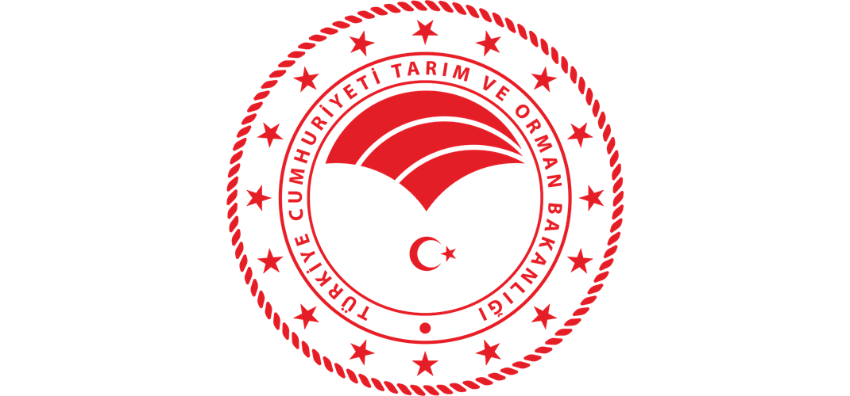 TÜRKİYE CUMHURİYETİ TARIM VE ORMAN BAKANLIĞI